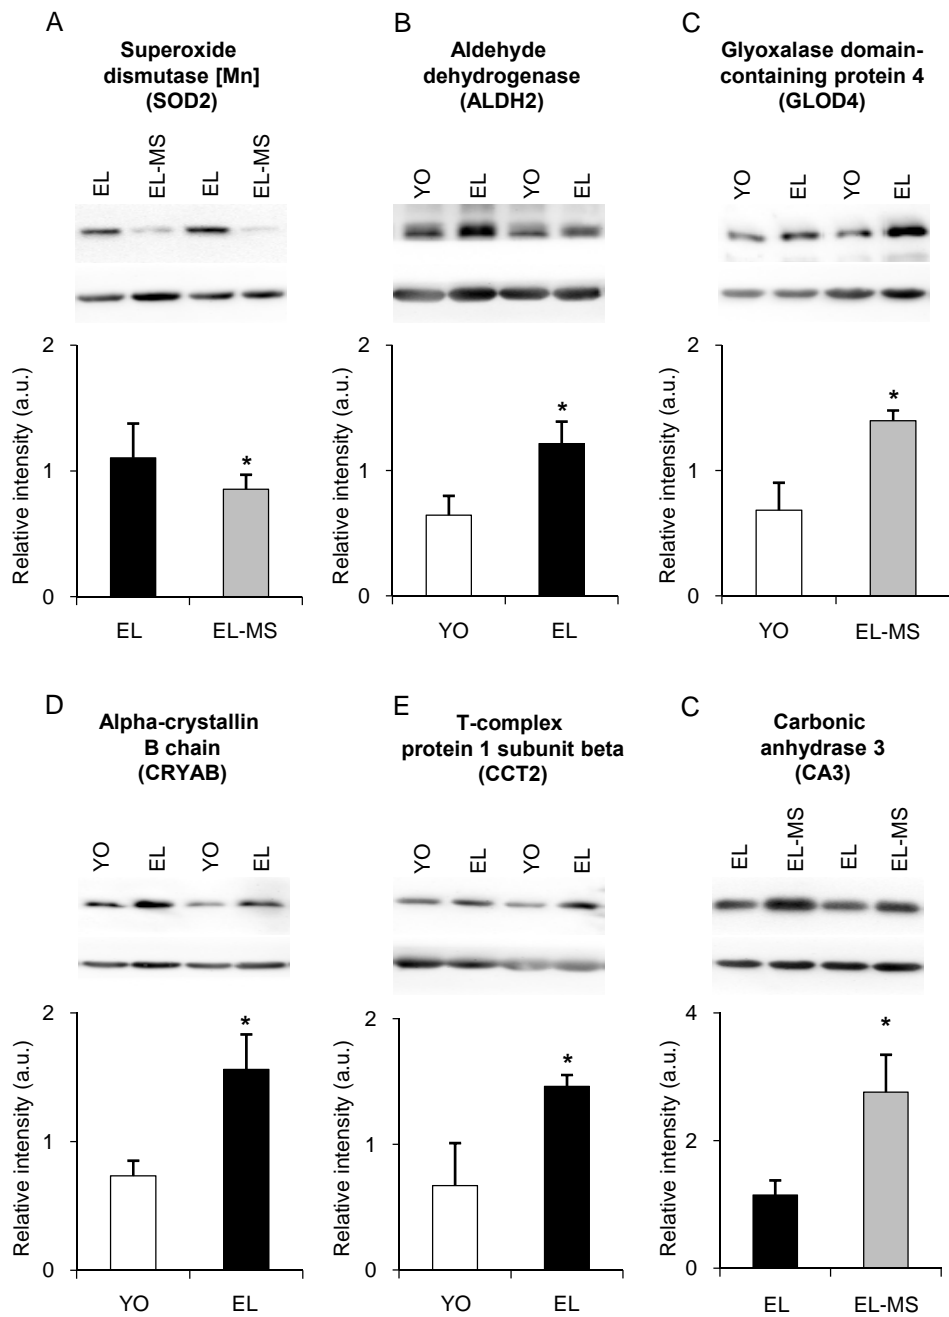 A
Superoxide
dismutase [Mn]
(SOD2)
EL
EL-MS
EL
EL-MS
Relative intensity (a.u.)
2
1
0
*
EL
EL-MS
B
Aldehyde
dehydrogenase
(ALDH2)
YO
EL
YO
EL
Relative intensity (a.u.)
2
1
0
*
YO
EL
C
Glyoxalase domain-
containing protein 4
(GLOD4)
YO
EL
YO
EL
Relative intensity (a.u.)
2
1
0
*
YO
EL-MS
D
Alpha-crystallin
B chain
(CRYAB)
YO
EL
YO
EL
Relative intensity (a.u.)
2
1
0
*
YO
EL
E
T-complex
protein 1 subunit beta
(CCT2)
YO
EL
YO
EL
Relative intensity (a.u.)
2
1
0
*
YO
EL
C
Carbonic
anhydrase 3
(CA3)
EL
EL-MS
EL
EL-MS
Relative intensity (a.u.)
4
2
0
*
EL
EL-MS